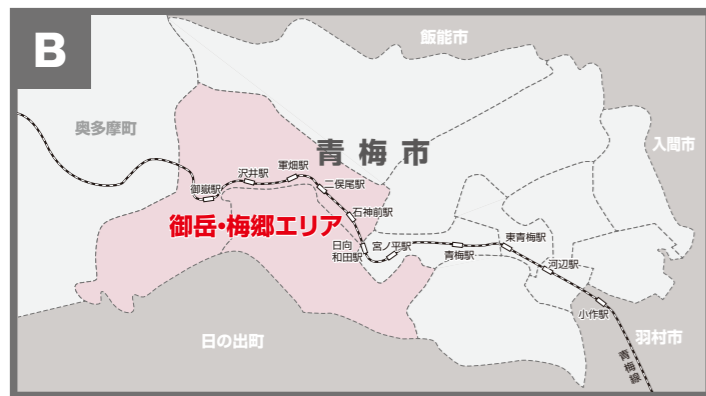 B
飯能市
奥多摩町
入間市
青梅市
軍畑駅
沢井駅
二俣尾駅
御嶽駅
石神前駅
御岳・梅郷エリア
日向
和田駅
宮ノ平駅
青梅駅
東青梅駅
河辺駅
小作駅
日の出町
羽村市
青梅線